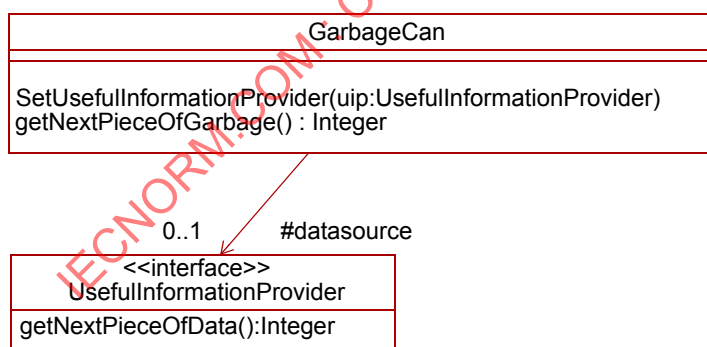 GarbageCan
SetUsefulInformationProvider(uip:UsefulInformationProvider)
getNextPieceOfGarbage() : Integer
0..1 #datasource
<<interface>>
UsefulInformationProvider
getNextPieceOfData():Integer
IECNORM.COM : C